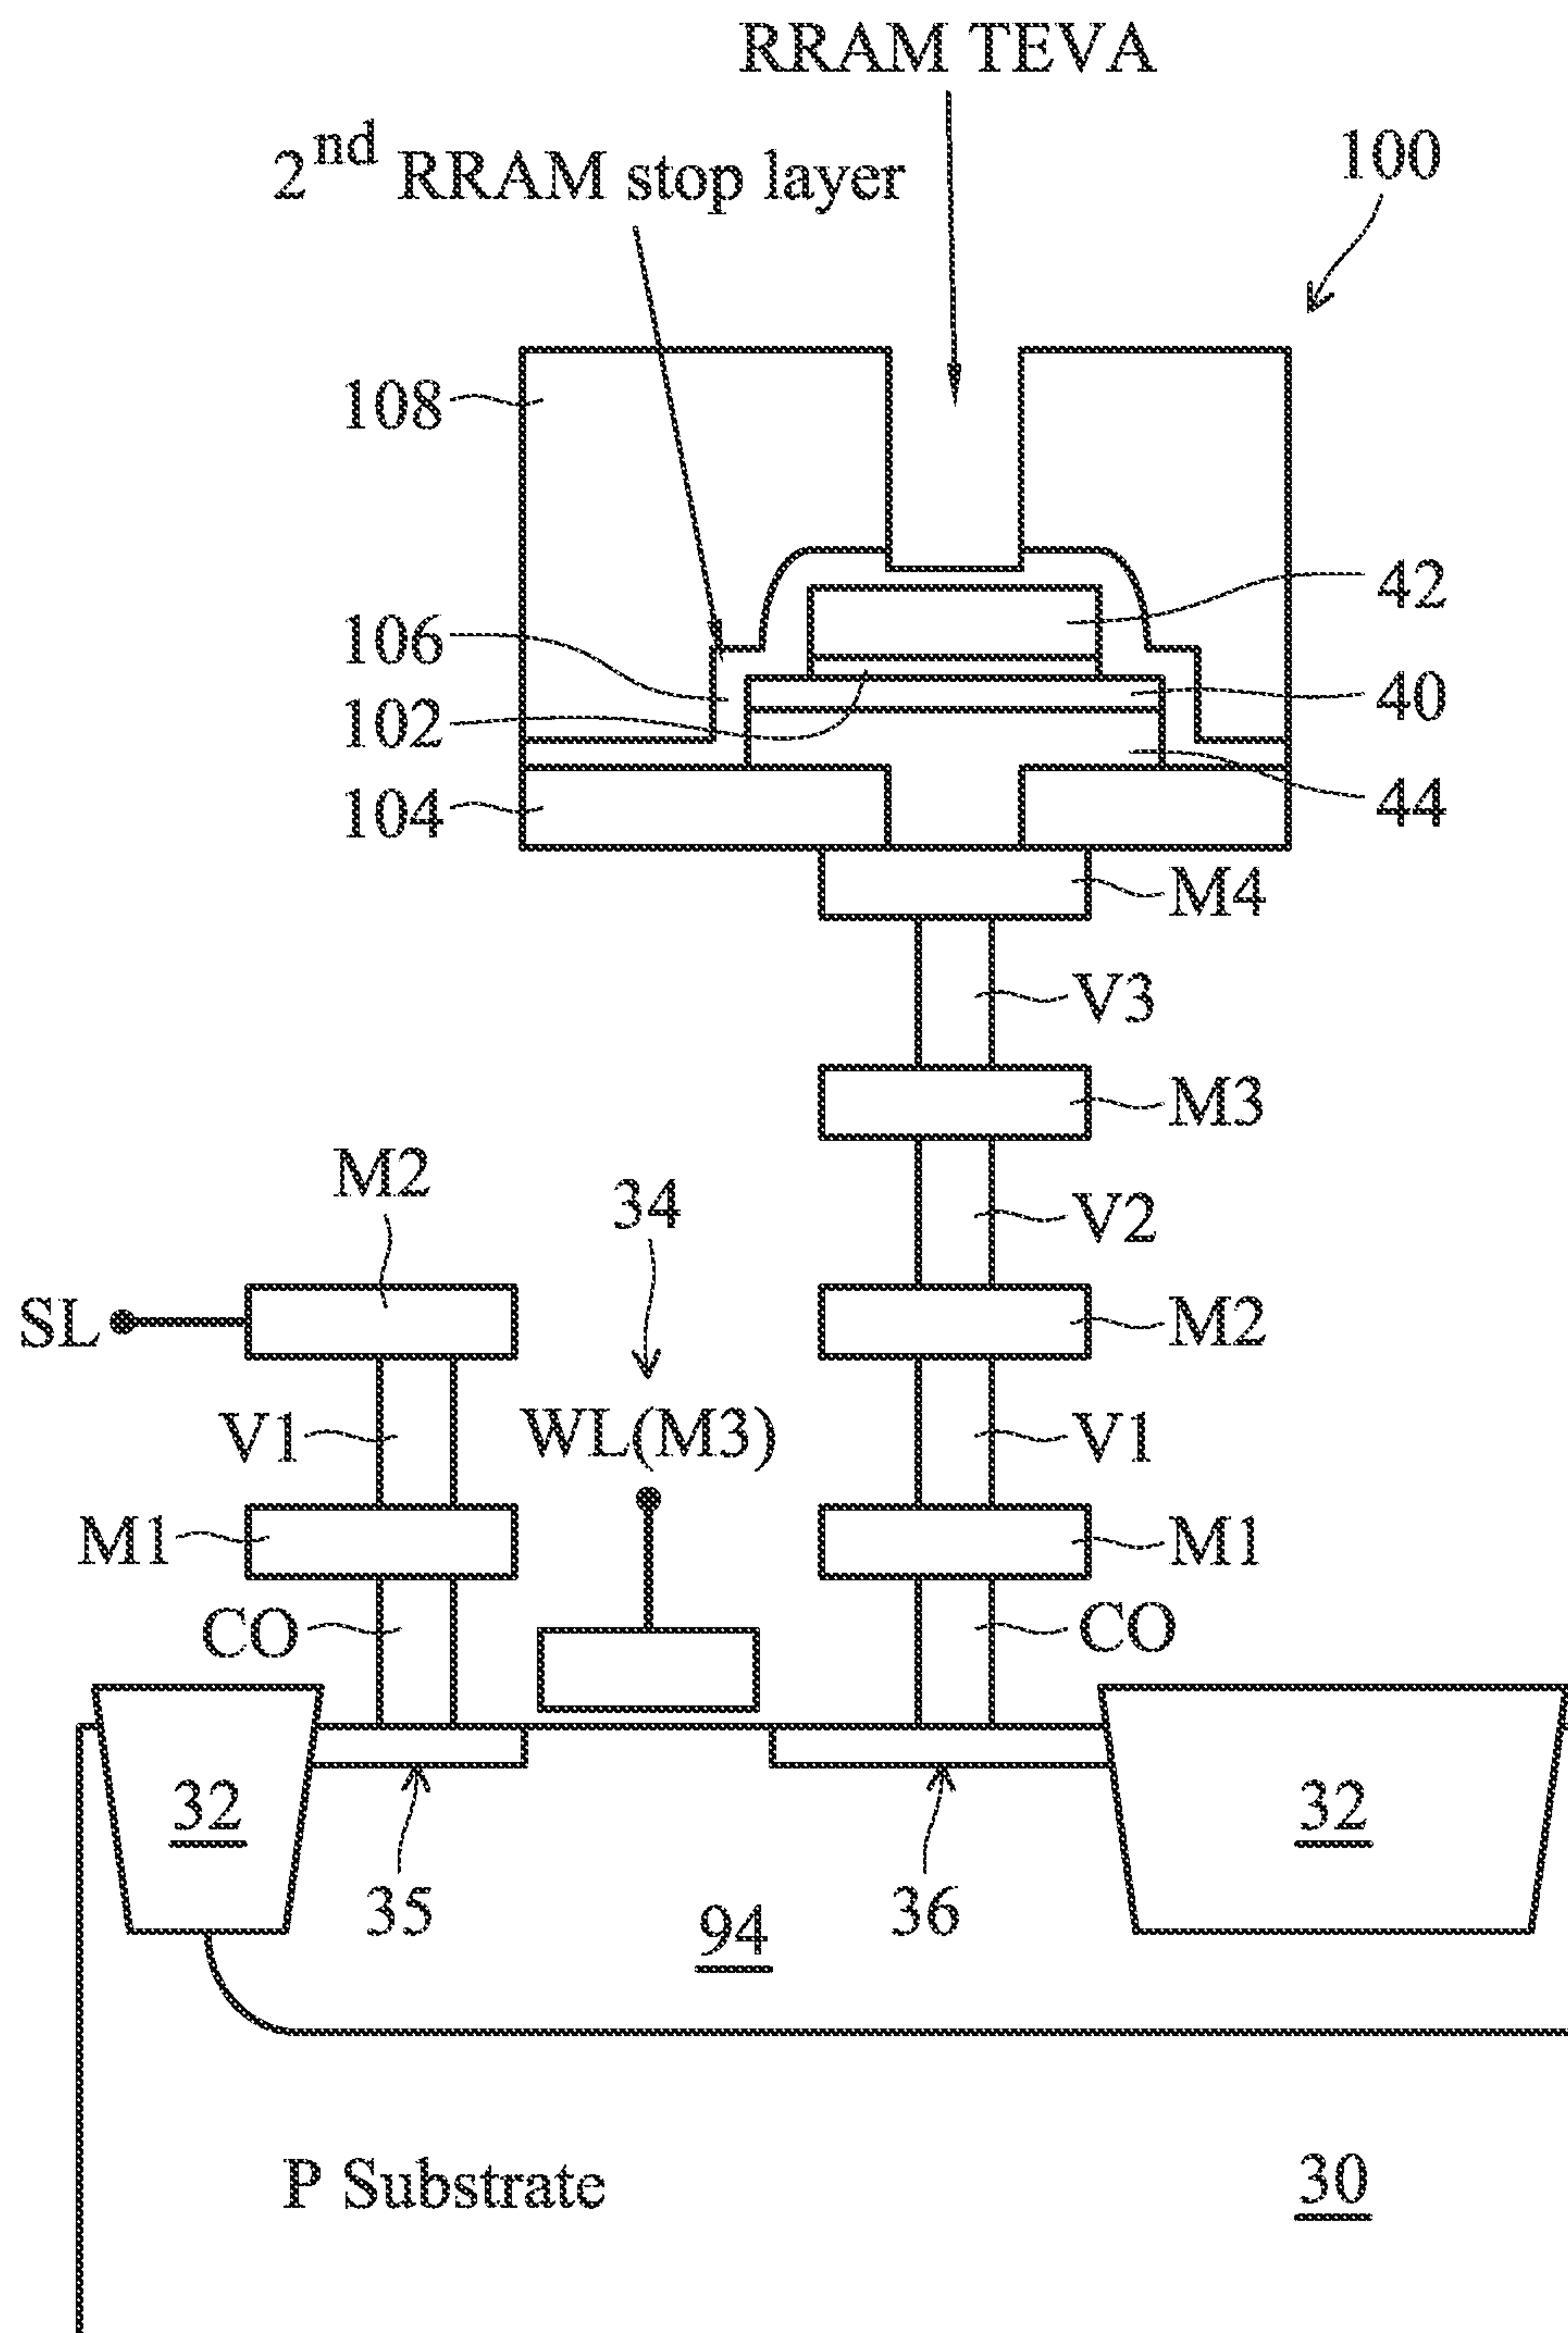 RRAM TEVA
2nd RRAM stop layer
100
108
42
106
40
102
44
104
M4
V3
M3
M2
34
V2
SL
M2
V1
WL(M3)
V1
M1
M1
CO
CO
32
32
35
36
94
P Substrate
30